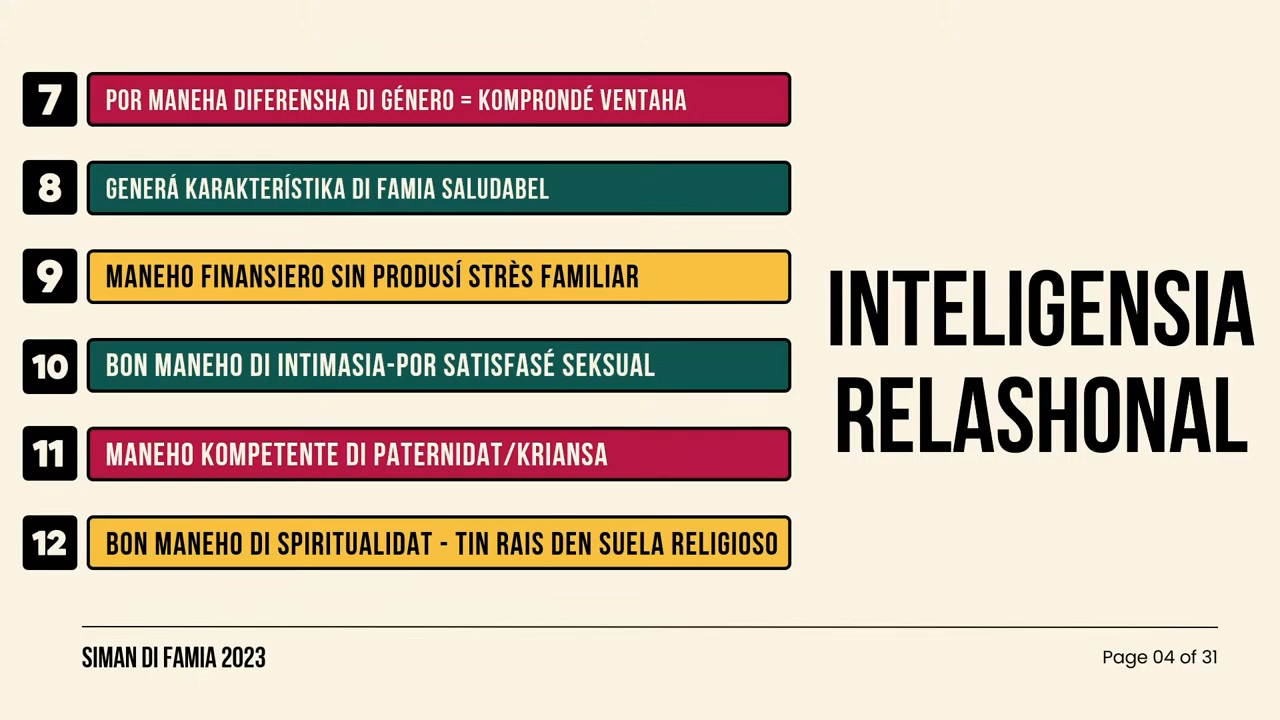 7 POR MANEHA DIFERENSHA DI GÉNERO = KOMPRONDÉ VENTAHA
8 GENERÁ KARAKTERÍSTIKA DI FAMIA SALUDABEL
9 MANEHO FINANSIERO SIN PRODUSÍ STRÈS FAMILIAR
10 BON MANEHO DI INTIMASIA-POR SATISFASÉ SEKSUAL
11 MANEHO KOMPETENTE DI PATERNIDAT/KRIANSA
12 BON MANEHO DI SPIRITUALIDAT - TIN RAIS DEN SUELA RELIGIOSO
INTELIGENSIA
RELASHONAL
SIMAN DI FAMIA 2023
Page 04 of 31